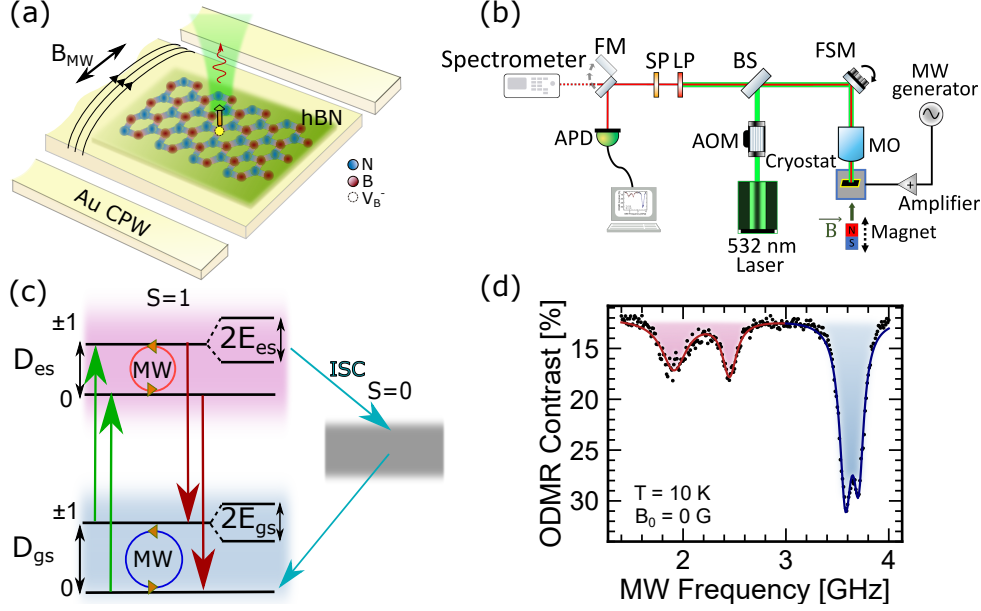 (a)
B_MW
hBN
N
B
V_B^-
Au CPW
(b)
Spectrometer
FM
SP LP
BS
FSM
MW
generator
APD
AOM
Cryostat
MO
Amplifier
B
N
S
Magnet
532 nm
Laser
(c)
S=1
±1
D_es
0
MW
2E_es
ISC
S=0
±1
D_gs
0
MW
2E_gs
(d)
ODMR Contrast [%]
15
20
25
30
T = 10 K
B_0 = 0 G
2
3
4
MW Frequency [GHz]